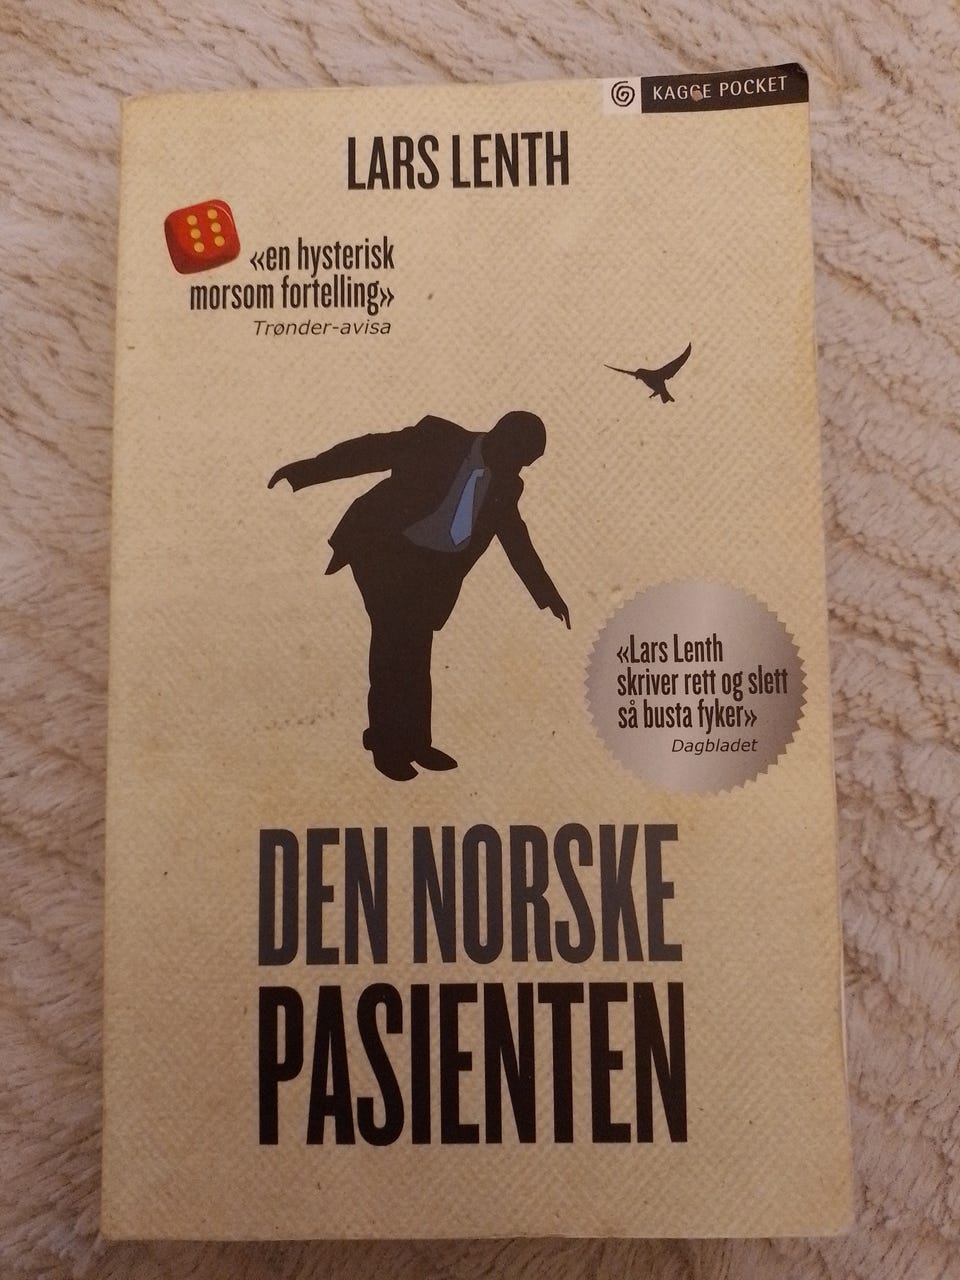 KAGGE POCKET
LARS LENTH
«en hysterisk
morsom fortelling»
Trønder-avisa
«Lars Lenth
skriver rett og slett
så busta fyker»
Dagbladet
DEN NORSKE
PASIENTEN